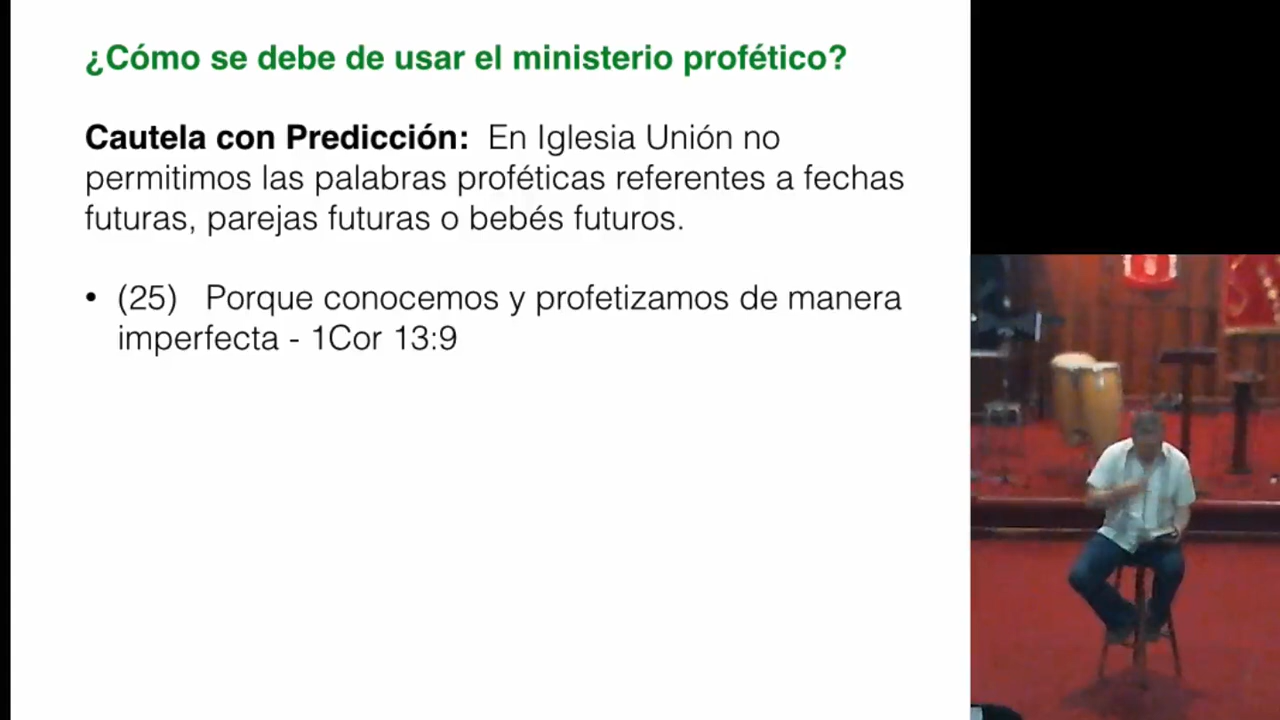 ¿Cómo se debe de usar el ministerio profético?
Cautela con Predicción: En Iglesia Unión no
permitimos las palabras proféticas referentes a fechas
futuras, parejas futuras o bebés futuros.
• (25) Porque conocemos y profetizamos de manera
imperfecta - 1Cor 13:9